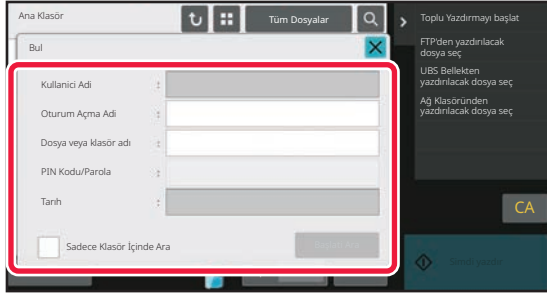 Ana Klasör
Tüm Dosyalar
Toplu Yazdırmayı başlat
Bul
FTP'den yazdırılacak
dosya seç
UBS Bellekten
yazdırılacak dosya seç
Ağ Klasöründen
yazdırılacak dosya seç
Kullanici Adi :
Oturum Açma Adi :
Dosya veya klasör adı :
PIN Kodu/Parola :
Tarih :
CA
Sadece Klasör İçinde Ara